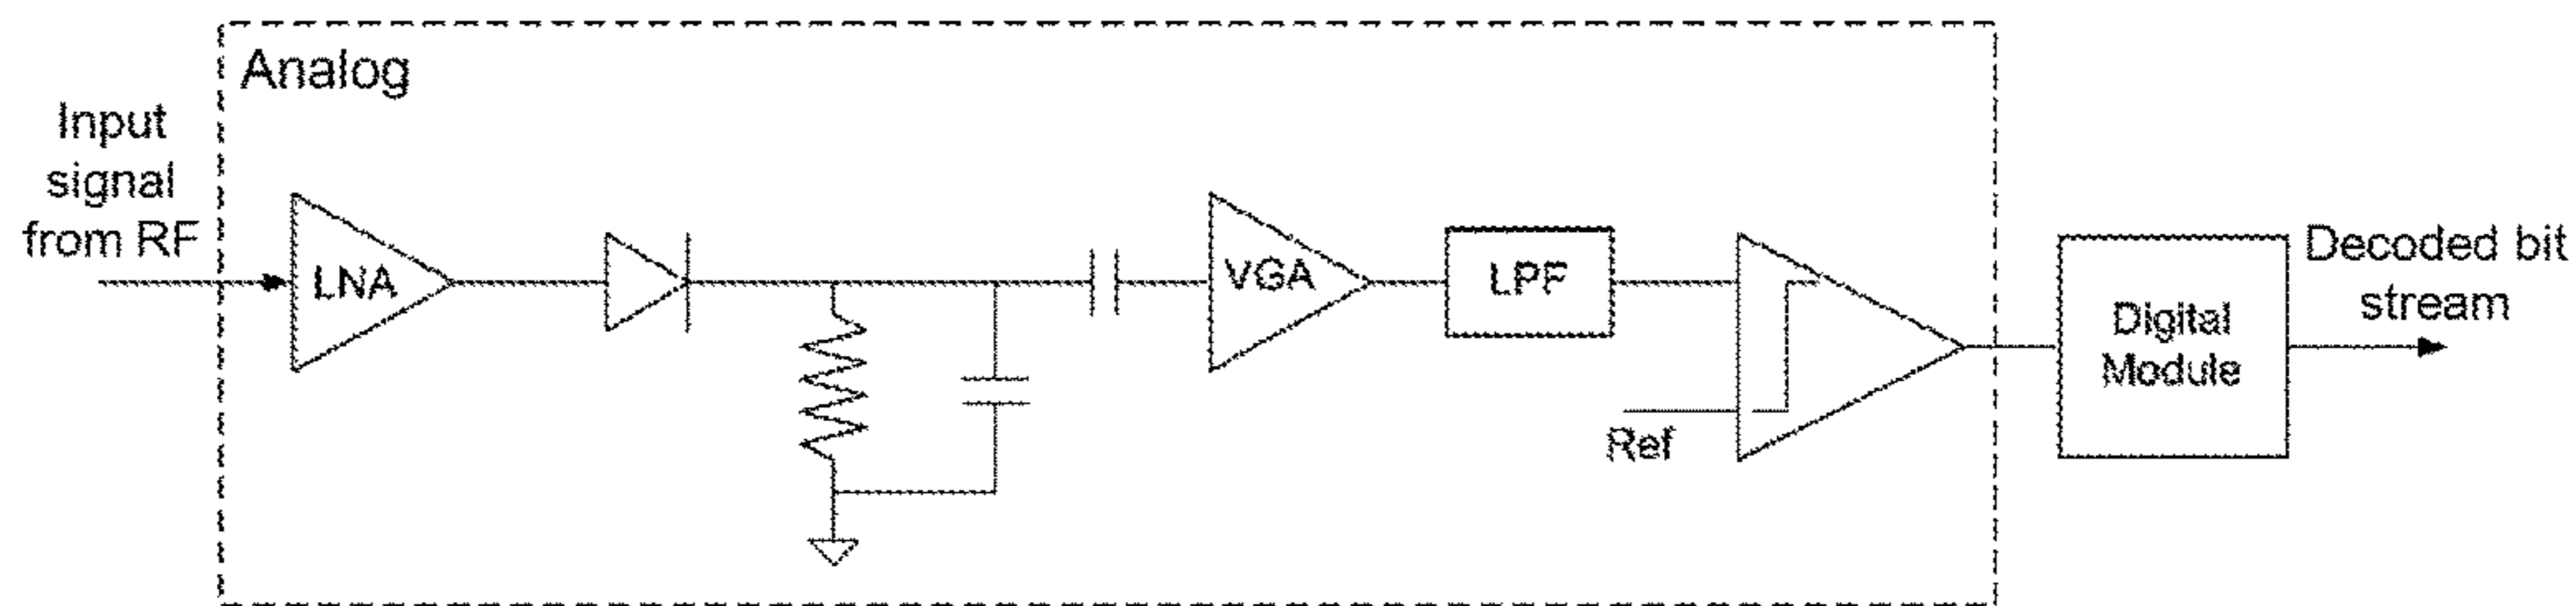 Analog
Input
signal
from RF
LNA
VGA
LPF
Ref
Digital
Module
Decoded bit
stream